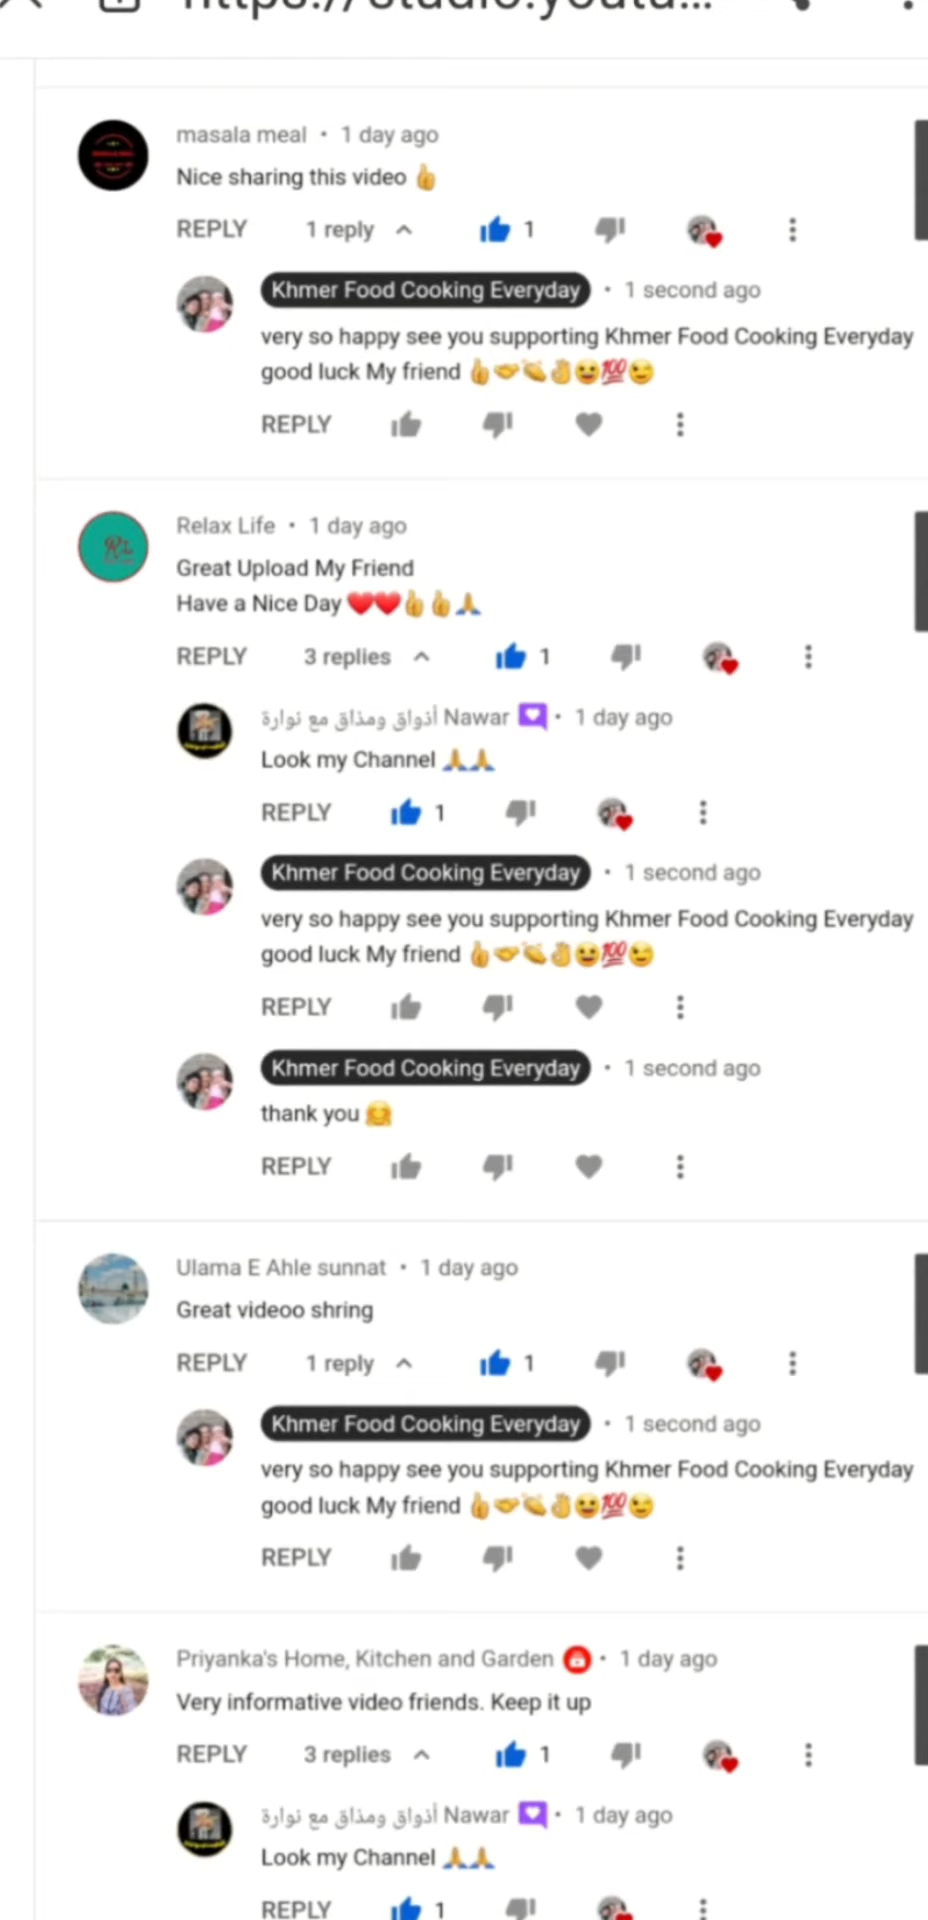 masala meal • 1 day ago
Nice sharing this video 👍
REPLY 1 reply 1
Khmer Food Cooking Everyday • 1 second ago
very so happy see you supporting Khmer Food Cooking Everyday
good luck My friend 👍🤝👏👌😀💯😉
REPLY
Relax Life • 1 day ago
Great Upload My Friend
Have a Nice Day ❤️❤️👍👍🙏
REPLY 3 replies 1
أذواق ومذاق مع نوارة Nawar • 1 day ago
Look my Channel 🙏🙏
REPLY 1
Khmer Food Cooking Everyday • 1 second ago
very so happy see you supporting Khmer Food Cooking Everyday
good luck My friend 👍🤝👏👌😀💯😉
REPLY
Khmer Food Cooking Everyday • 1 second ago
thank you 🤗
REPLY
Ulama E Ahle sunnat • 1 day ago
Great videoo shring
REPLY 1 reply 1
Khmer Food Cooking Everyday • 1 second ago
very so happy see you supporting Khmer Food Cooking Everyday
good luck My friend 👍🤝👏👌😀💯😉
REPLY
Priyanka's Home, Kitchen and Garden • 1 day ago
Very informative video friends. Keep it up
REPLY 3 replies 1
أذواق ومذاق مع نوارة Nawar • 1 day ago
Look my Channel 🙏🙏
REPLY 1